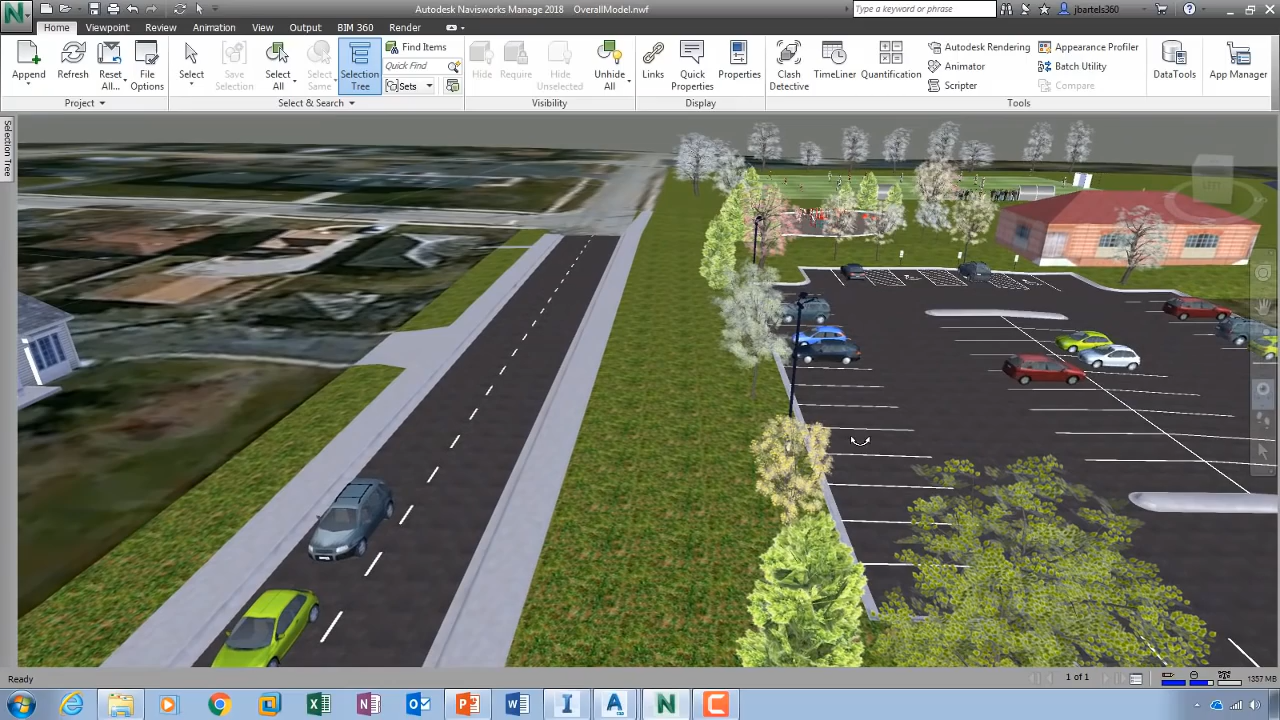 Autodesk Navisworks Manage 2018 OverallModel.nwf
Type a keyword or phrase
jbartels360
Home Viewpoint Review Animation View Output BIM 360 Render
Append
Refresh
Reset
All...
File
Options
Select
Save
Selection
Select
All
Select
Same
Selection
Tree
Find Items
Quick Find
Sets
Hide
Require
Hide
Unselected
Unhide
All
Links
Quick
Properties
Properties
Clash
Detective
TimeLiner
Quantification
Autodesk Rendering
Animator
Scripter
Appearance Profiler
Batch Utility
Compare
DataTools
App Manager
Project
Select & Search
Visibility
Display
Tools
Selection Tree
LEFT
Ready
1 of 1
1357 MB